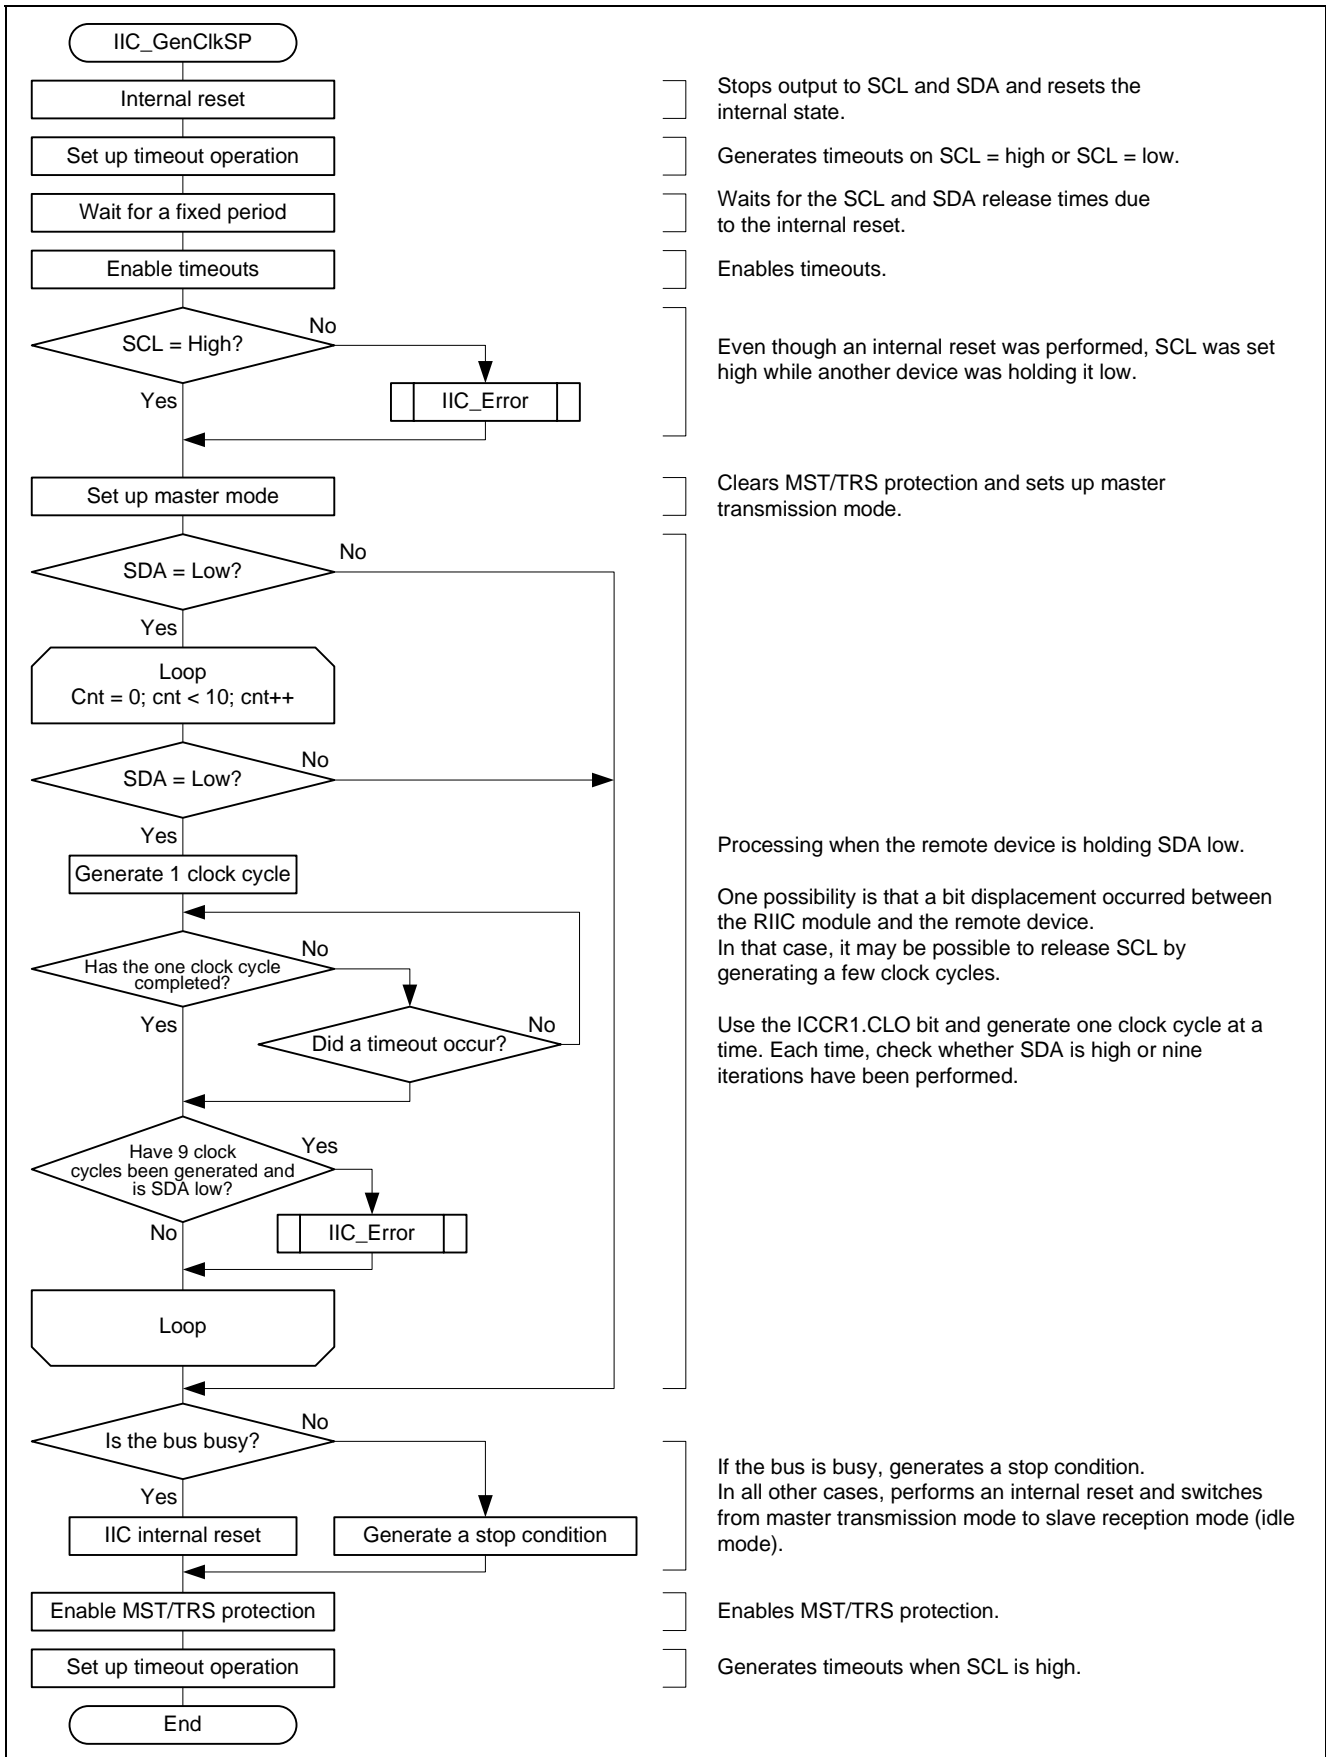 IIC_GenClkSP
Internal reset
Stops output to SCL and SDA and resets the
internal state.
Set up timeout operation
Generates timeouts on SCL = high or SCL = low.
Wait for a fixed period
Waits for the SCL and SDA release times due
to the internal reset.
Enable timeouts
Enables timeouts.
SCL = High?
No
Yes
IIC_Error
Even though an internal reset was performed, SCL was set
high while another device was holding it low.
Set up master mode
Clears MST/TRS protection and sets up master
transmission mode.
SDA = Low?
No
Yes
Loop
Cnt = 0; cnt < 10; cnt++
SDA = Low?
No
Yes
Generate 1 clock cycle
Has the one clock cycle
completed?
No
Yes
Did a timeout occur?
No
Have 9 clock
cycles been generated and
is SDA low?
Yes
No
IIC_Error
Loop
Processing when the remote device is holding SDA low.
One possibility is that a bit displacement occurred between
the RIIC module and the remote device.
In that case, it may be possible to release SCL by
generating a few clock cycles.
Use the ICCR1.CLO bit and generate one clock cycle at a
time. Each time, check whether SDA is high or nine
iterations have been performed.
Is the bus busy?
No
Yes
IIC internal reset
Generate a stop condition
If the bus is busy, generates a stop condition.
In all other cases, performs an internal reset and switches
from master transmission mode to slave reception mode (idle
mode).
Enable MST/TRS protection
Enables MST/TRS protection.
Set up timeout operation
Generates timeouts when SCL is high.
End